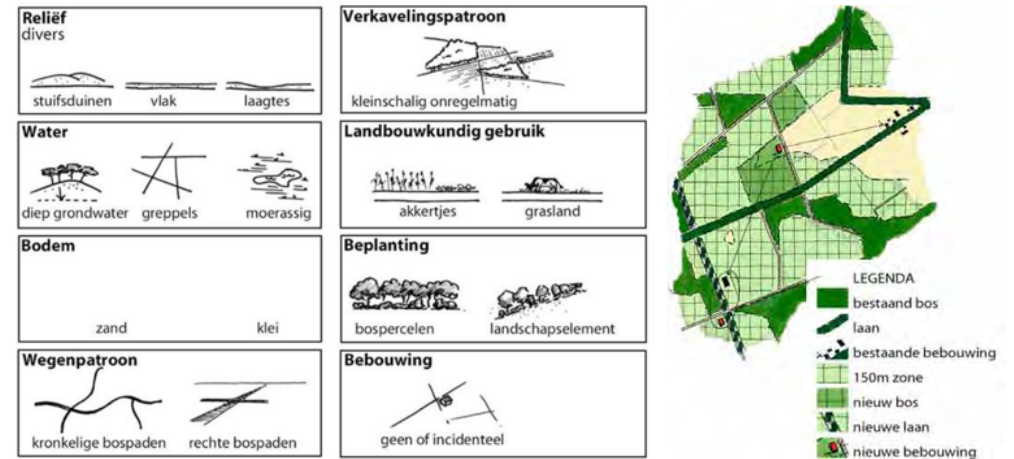 Reliëf
divers
stuifsduinen vlak laagtes
Water
diep grondwater greppels moerassig
Bodem
zand klei
Wegenpatroon
kronkelige bospaden rechte bospaden
Verkavelingspatroon
kleinschalig onregelmatig
Landbouwkundig gebruik
akkertjes grasland
Beplanting
bospercelen landschapselement
Bebouwing
geen of incidenteel
LEGENDA
bestaand bos
laan
bestaande bebouwing
150m zone
nieuw bos
nieuwe laan
nieuwe bebouwing